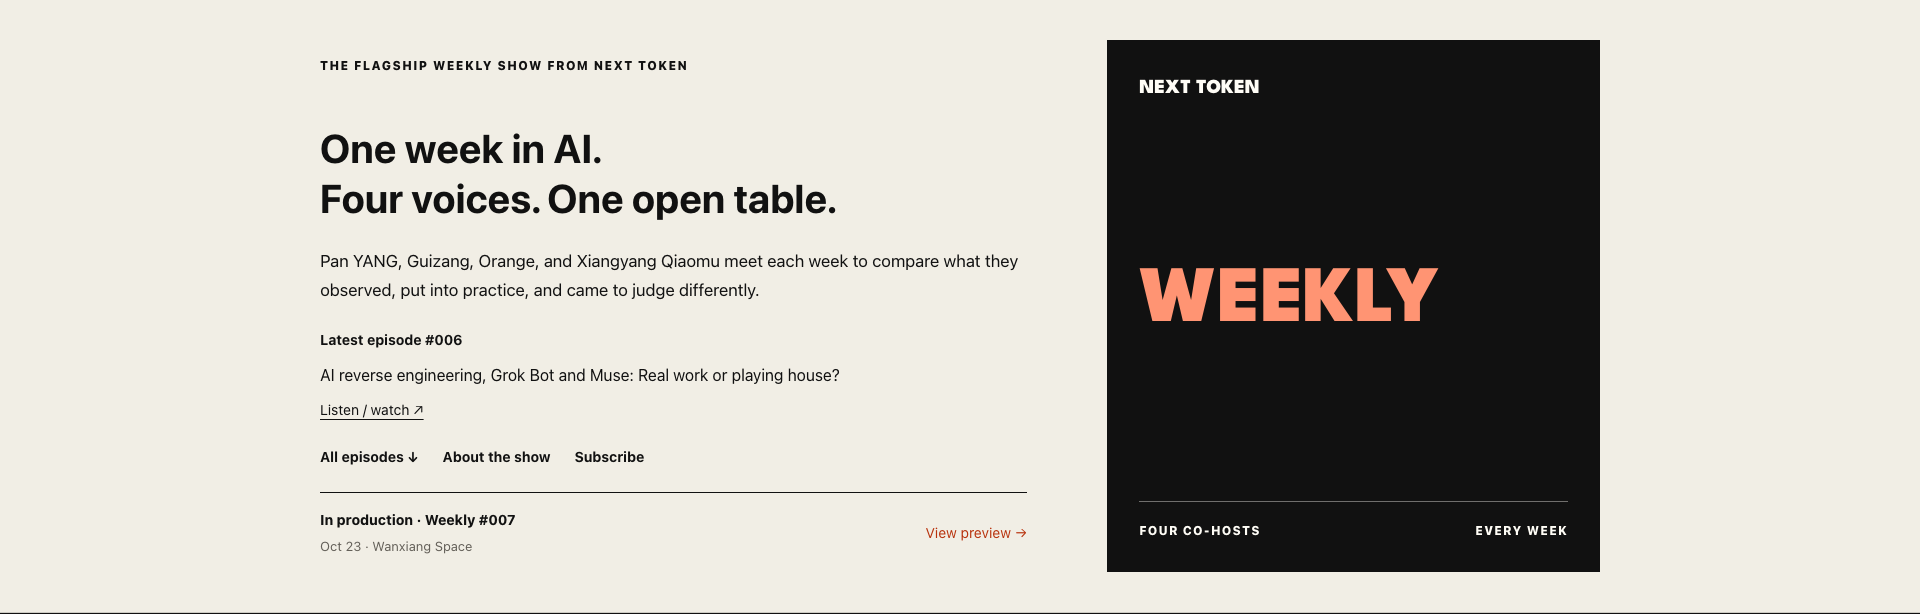 THE FLAGSHIP WEEKLY SHOW FROM NEXT TOKEN
One week in AI.
Four voices. One open table.
Pan YANG, Guizang, Orange, and Xiangyang Qiaomu meet each week to compare what they
observed, put into practice, and came to judge differently.
Latest episode #006
AI reverse engineering, Grok Bot and Muse: Real work or playing house?
Listen / watch ↗
All episodes ↓ About the show Subscribe
In production · Weekly #007
Oct 23 · Wanxiang Space
View preview →
NEXT TOKEN
WEEKLY
FOUR CO-HOSTS EVERY WEEK